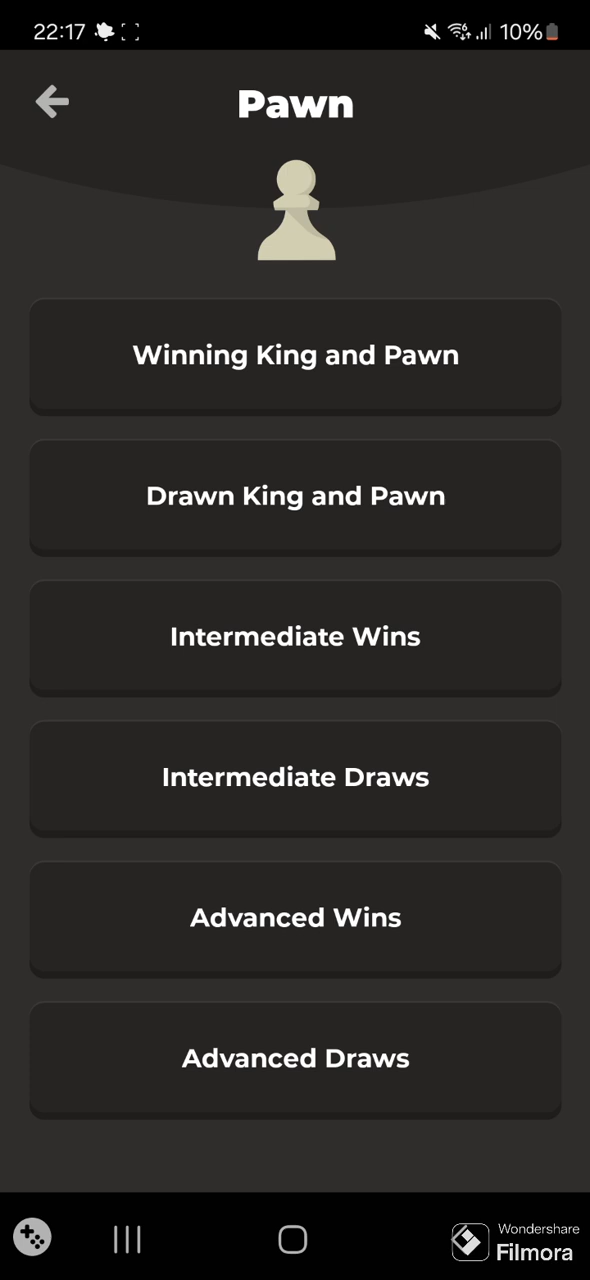 22:17
10%
Pawn
Winning King and Pawn
Drawn King and Pawn
Intermediate Wins
Intermediate Draws
Advanced Wins
Advanced Draws
Wondershare
Filmora